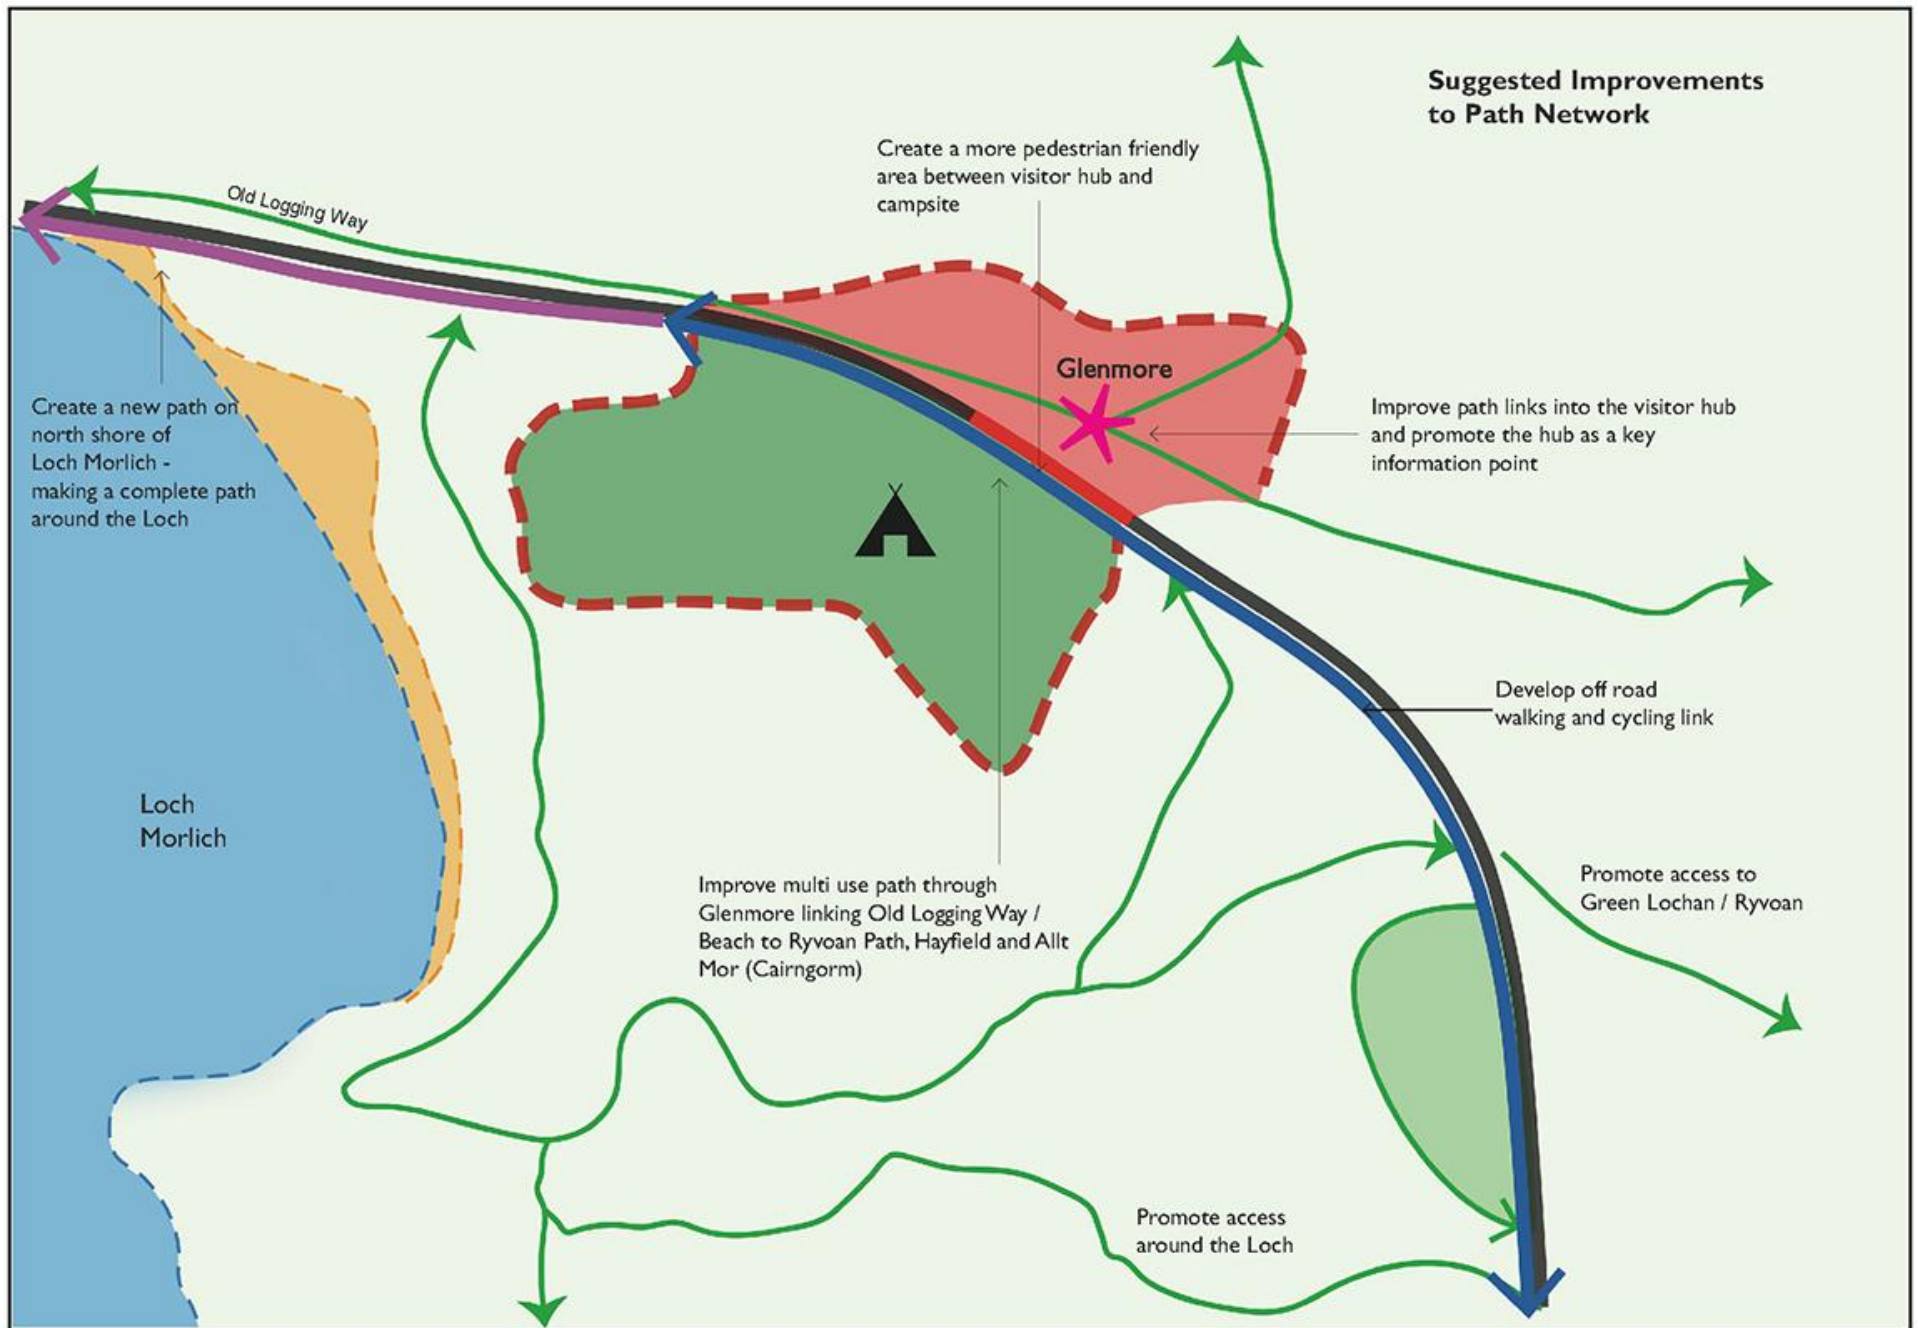 Suggested Improvements
to Path Network
Create a more pedestrian friendly
area between visitor hub and
campsite
Old Logging Way
Glenmore
Create a new path on
north shore of
Loch Morlich -
making a complete path
around the Loch
Improve path links into the visitor hub
and promote the hub as a key
information point
Develop off road
walking and cycling link
Loch
Morlich
Improve multi use path through
Glenmore linking Old Logging Way /
Beach to Ryvoan Path, Hayfield and Allt
Mor (Cairngorm)
Promote access to
Green Lochan / Ryvoan
Promote access
around the Loch